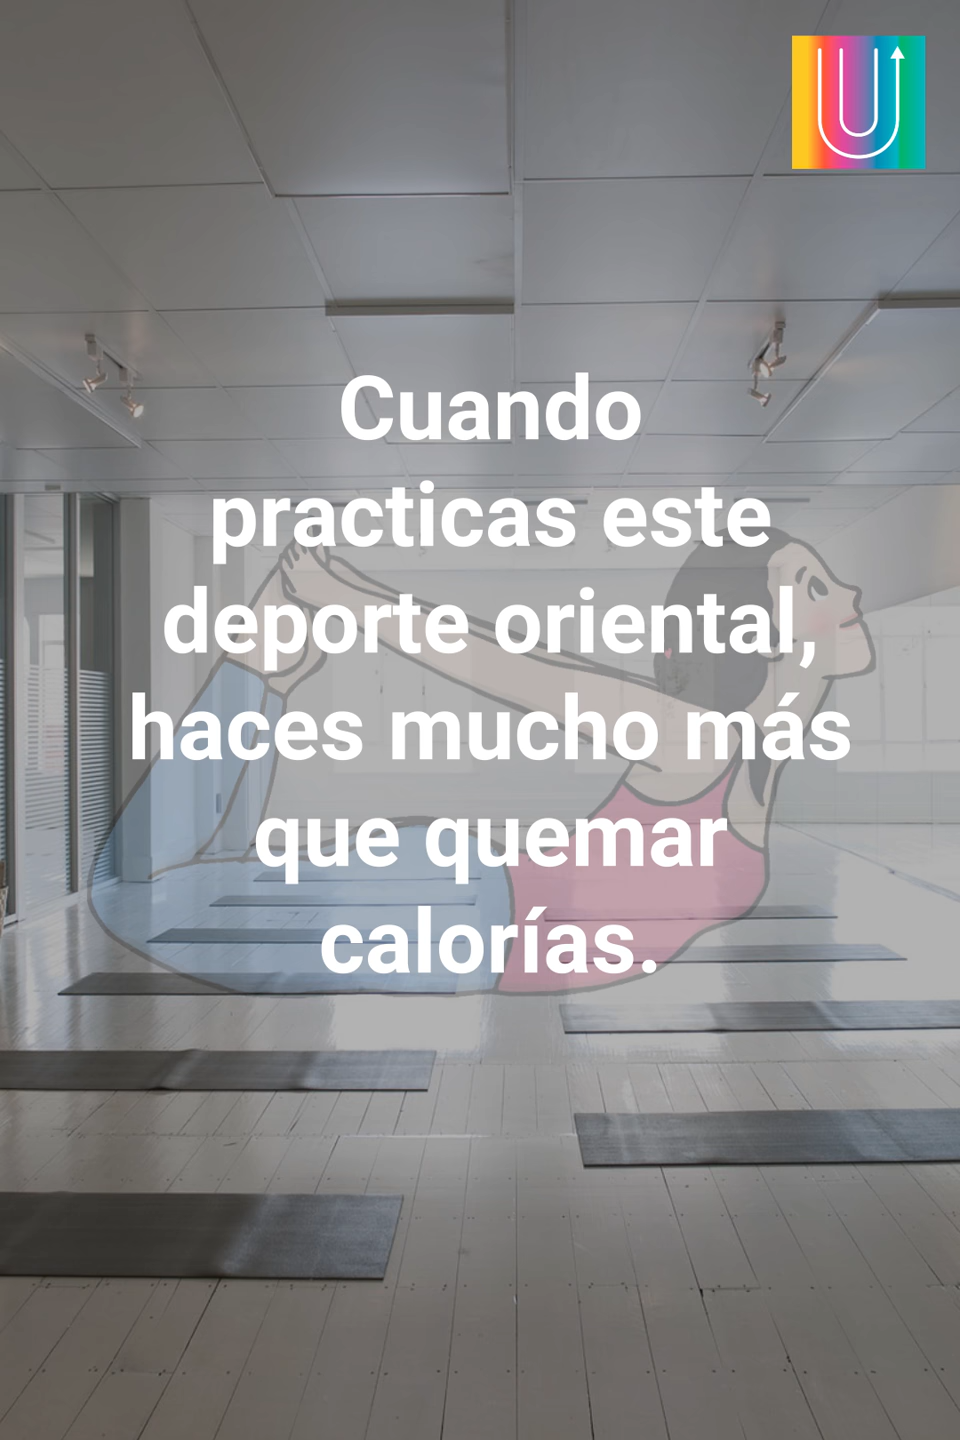 Cuando
practicas este
deporte oriental,
haces mucho más
que quemar
calorías.